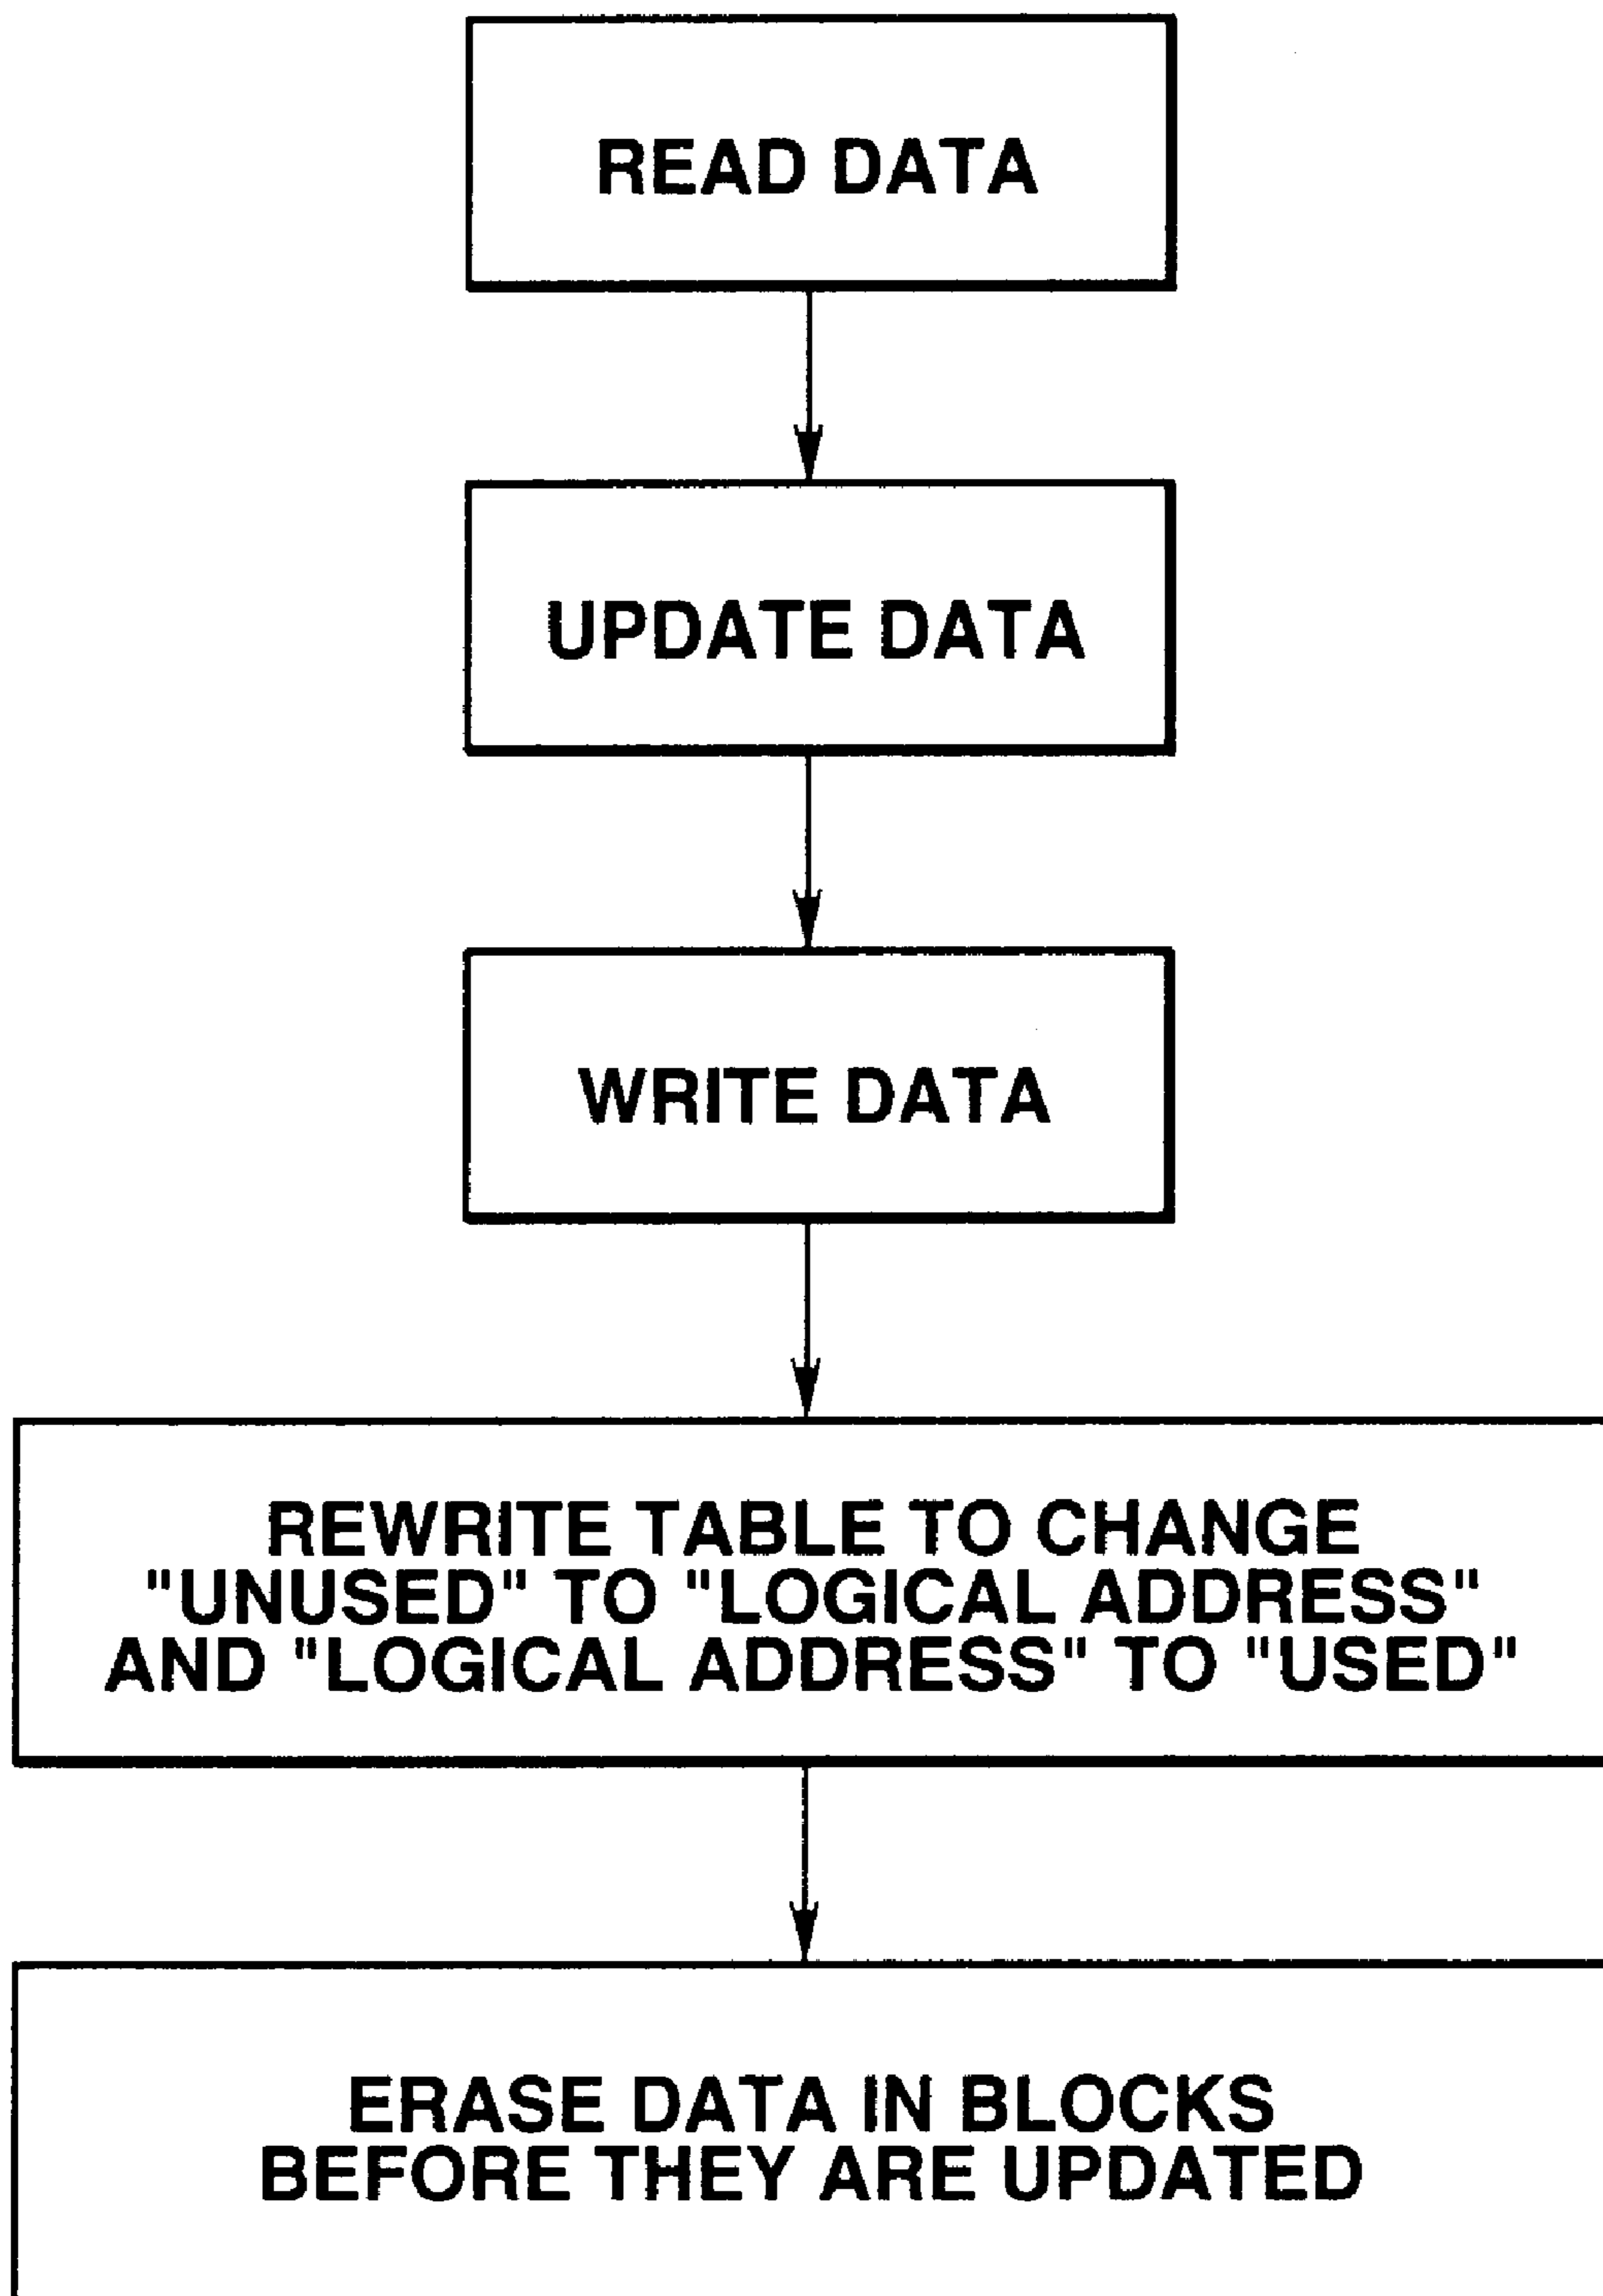 READ DATA
UPDATE DATA
WRITE DATA
REWRITE TABLE TO CHANGE
"UNUSED" TO "LOGICAL ADDRESS"
AND "LOGICAL ADDRESS" TO "USED"
ERASE DATA IN BLOCKS
BEFORE THEY ARE UPDATED